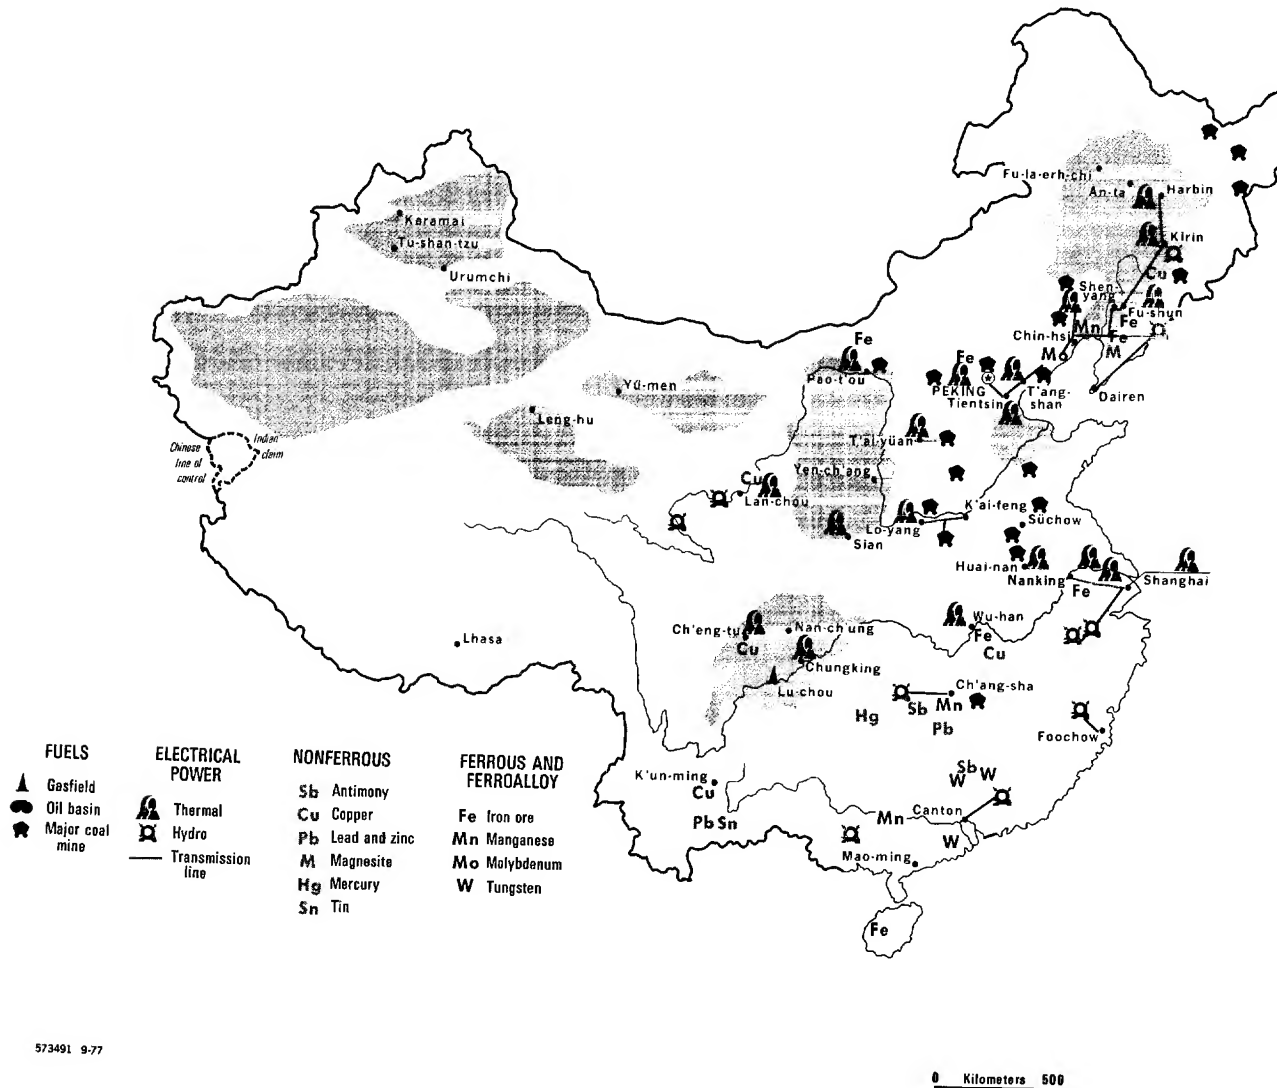 Fu-la-erh-chi
An-ta
Harbin
Karamai
Tu-shan-tzu
Urumchi
Kirin
Cu
Shen-
yang
Fu-shun
Fe
Mn
Fe
Chin-hsi
M
Mo
Fe
Pao-t'ou
Fe
PEKING
Tientsin
T'ang-
shan
Dairen
Yü-men
Leng-hu
Chinese
line of
control
Indian
claim
T'ai-yüan
Yen-ch'ang
Cu
Lan-chou
Lo-yang
K'ai-feng
Süchow
Sian
Huai-nan
Nanking
Fe
Shanghai
Lhasa
Ch'eng-tu
Cu
Nan-ch'ung
Chungking
Lu-chou
Wu-han
Fe
Cu
Ch'ang-sha
Hg
Sb
Mn
Pb
Foochow
K'un-ming
Cu
Pb Sn
Sb
W W
Mn
Canton
W
Mao-ming
Fe
FUELS
Gasfield
Oil basin
Major coal
mine
ELECTRICAL
POWER
Thermal
Hydro
Transmission
line
NONFERROUS
Sb Antimony
Cu Copper
Pb Lead and zinc
M Magnesite
Hg Mercury
Sn Tin
FERROUS AND
FERROALLOY
Fe Iron ore
Mn Manganese
Mo Molybdenum
W Tungsten
573491 9-77
0 Kilometers 500